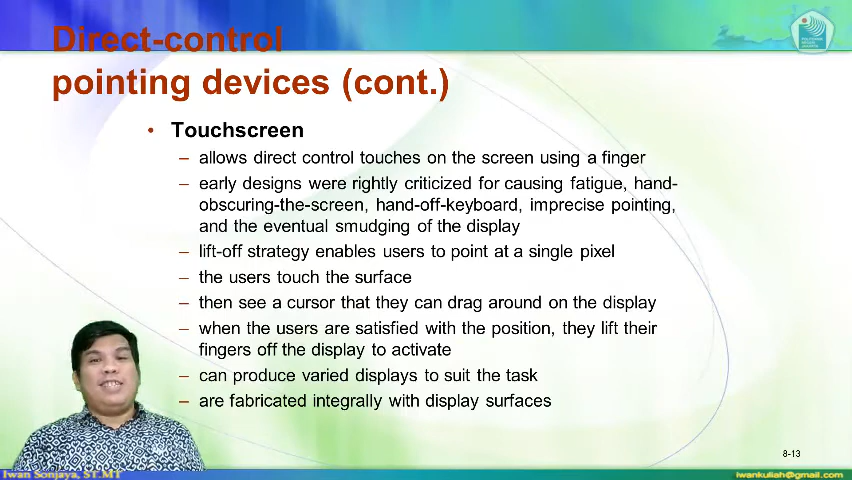 Direct-control
pointing devices (cont.)
• Touchscreen
– allows direct control touches on the screen using a finger
– early designs were rightly criticized for causing fatigue, hand-
obscuring-the-screen, hand-off-keyboard, imprecise pointing,
and the eventual smudging of the display
– lift-off strategy enables users to point at a single pixel
– the users touch the surface
– then see a cursor that they can drag around on the display
– when the users are satisfied with the position, they lift their
fingers off the display to activate
– can produce varied displays to suit the task
– are fabricated integrally with display surfaces
8-13
Iwan Sonjaya, ST.MT
iwankuliah@gmail.com